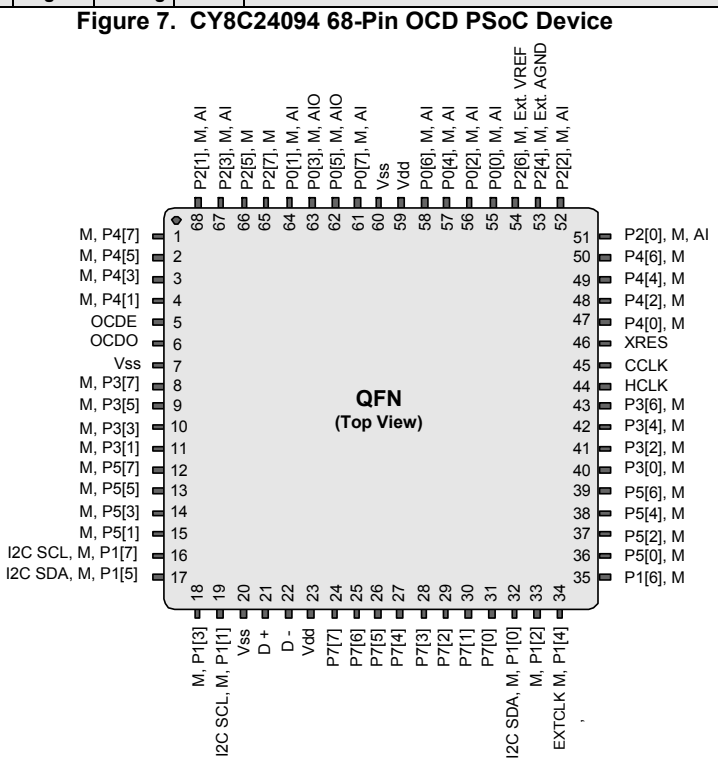 Figure 7. CY8C24094 68-Pin OCD PSoC Device
P2[1], M, AI
P2[3], M, AI
P2[5], M
P2[7], M
P0[1], M, AI
P0[3], M, AIO
P0[5], M, AIO
P0[7], M, AI
Vss
Vdd
P0[6], M, AI
P0[4], M, AI
P0[2], M, AI
P0[0], M, AI
P2[6], M, Ext. VREF
P2[4], M, Ext. AGND
P2[2], M, AI
68
67
66
65
64
63
62
61
60
59
58
57
56
55
54
53
52
M, P4[7] 1
M, P4[5] 2
M, P4[3] 3
M, P4[1] 4
OCDE 5
OCDO 6
Vss 7
M, P3[7] 8
M, P3[5] 9
M, P3[3] 10
M, P3[1] 11
M, P5[7] 12
M, P5[5] 13
M, P5[3] 14
M, P5[1] 15
I2C SCL, M, P1[7] 16
I2C SDA, M, P1[5] 17
QFN
(Top View)
51 P2[0], M, AI
50 P4[6], M
49 P4[4], M
48 P4[2], M
47 P4[0], M
46 XRES
45 CCLK
44 HCLK
43 P3[6], M
42 P3[4], M
41 P3[2], M
40 P3[0], M
39 P5[6], M
38 P5[4], M
37 P5[2], M
36 P5[0], M
35 P1[6], M
18
19
20
21
22
23
24
25
26
27
28
29
30
31
32
33
34
M, P1[3]
I2C SCL, M, P1[1]
Vss
D +
D -
Vdd
P7[7]
P7[6]
P7[5]
P7[4]
P7[3]
P7[2]
P7[1]
P7[0]
I2C SDA, M, P1[0]
M, P1[2]
EXTCLK M, P1[4]
,